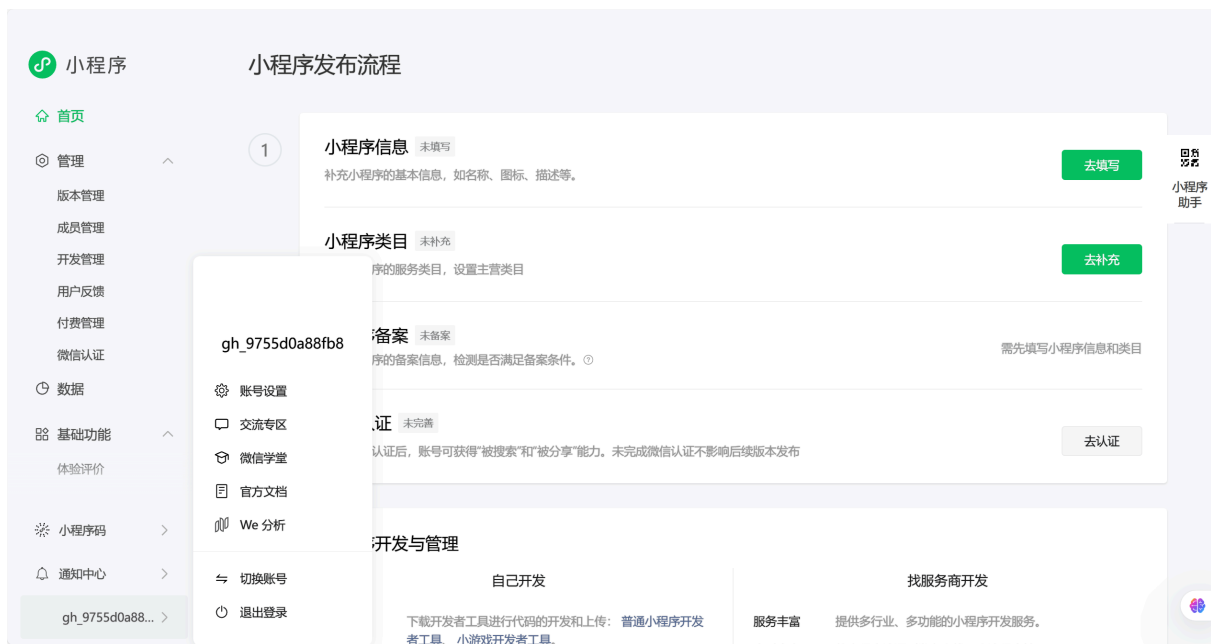 小程序
首页
管理
版本管理
成员管理
开发管理
用户反馈
付费管理
微信认证
数据
基础功能
体验评价
小程序码
通知中心
gh_9755d0a88...
gh_9755d0a88fb8
账号设置
交流专区
微信学堂
官方文档
We 分析
切换账号
退出登录
小程序发布流程
1
小程序信息 未填写
补充小程序的基本信息，如名称、图标、描述等。
去填写
小程序类目 未补充
序的服务类目，设置主营类目
去补充
备案 未备案
序的备案信息，检测是否满足备案条件。
需先填写小程序信息和类目
证 未完善
认证后，账号可获得“被搜索”和“被分享”能力。未完成微信认证不影响后续版本发布
去认证
开发与管理
自己开发
下载开发者工具进行代码的开发和上传： 普通小程序开发
者工具、 小游戏开发者工具。
找服务商开发
服务丰富 提供多行业、多功能的小程序开发服务。
小程序
助手